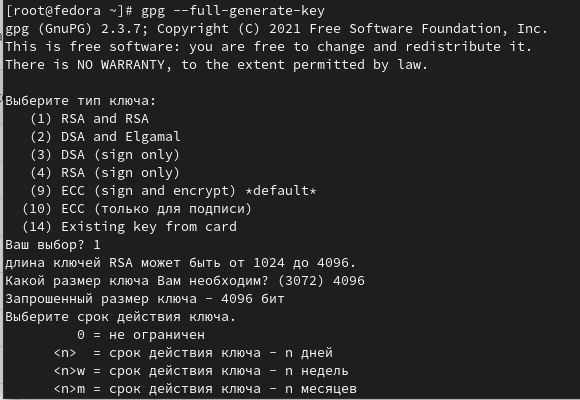 [root@fedora ~]# gpg --full-generate-key
gpg (GnuPG) 2.3.7; Copyright (C) 2021 Free Software Foundation, Inc.
This is free software: you are free to change and redistribute it.
There is NO WARRANTY, to the extent permitted by law.

Выберите тип ключа:
   (1) RSA and RSA
   (2) DSA and Elgamal
   (3) DSA (sign only)
   (4) RSA (sign only)
   (9) ECC (sign and encrypt) *default*
  (10) ECC (только для подписи)
  (14) Existing key from card
Ваш выбор? 1
длина ключей RSA может быть от 1024 до 4096.
Какой размер ключа Вам необходим? (3072) 4096
Запрошенный размер ключа - 4096 бит
Выберите срок действия ключа.
         0 = не ограничен
      <n>  = срок действия ключа - n дней
      <n>w = срок действия ключа - n недель
      <n>m = срок действия ключа - n месяцев